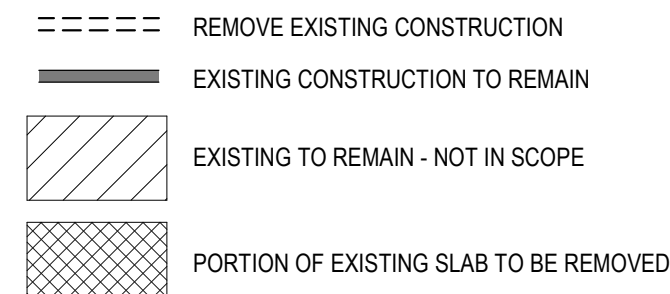 REMOVE EXISTING CONSTRUCTION
EXISTING CONSTRUCTION TO REMAIN
EXISTING TO REMAIN - NOT IN SCOPE
PORTION OF EXISTING SLAB TO BE REMOVED